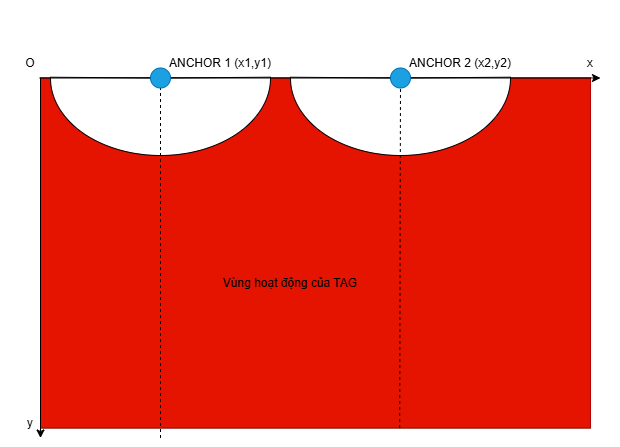 O
ANCHOR 1 (x1,y1)
ANCHOR 2 (x2,y2)
x
Vùng hoạt động của TAG
y